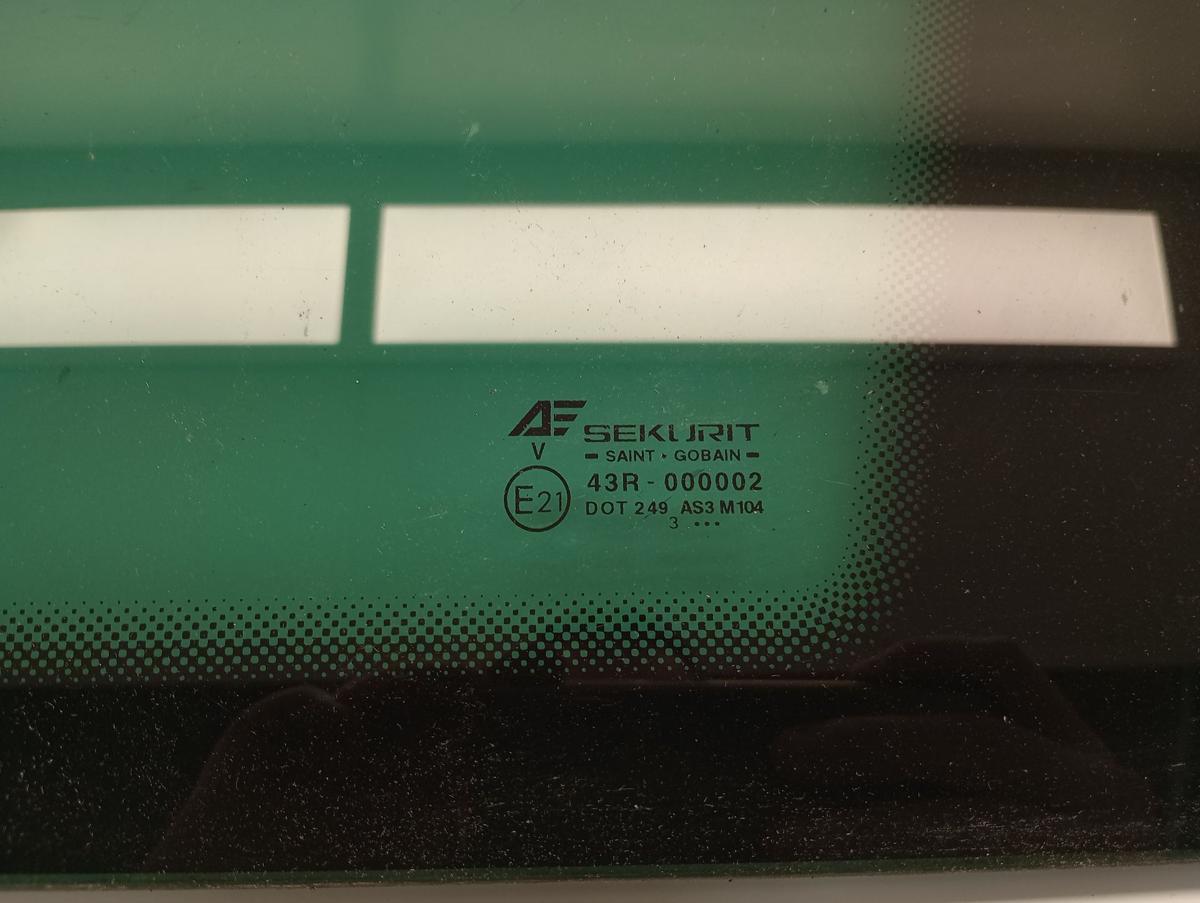 AF SEKURIT
V SAINT · GOBAIN
E21 43R - 000002
DOT 249 AS3 M104
3 •••